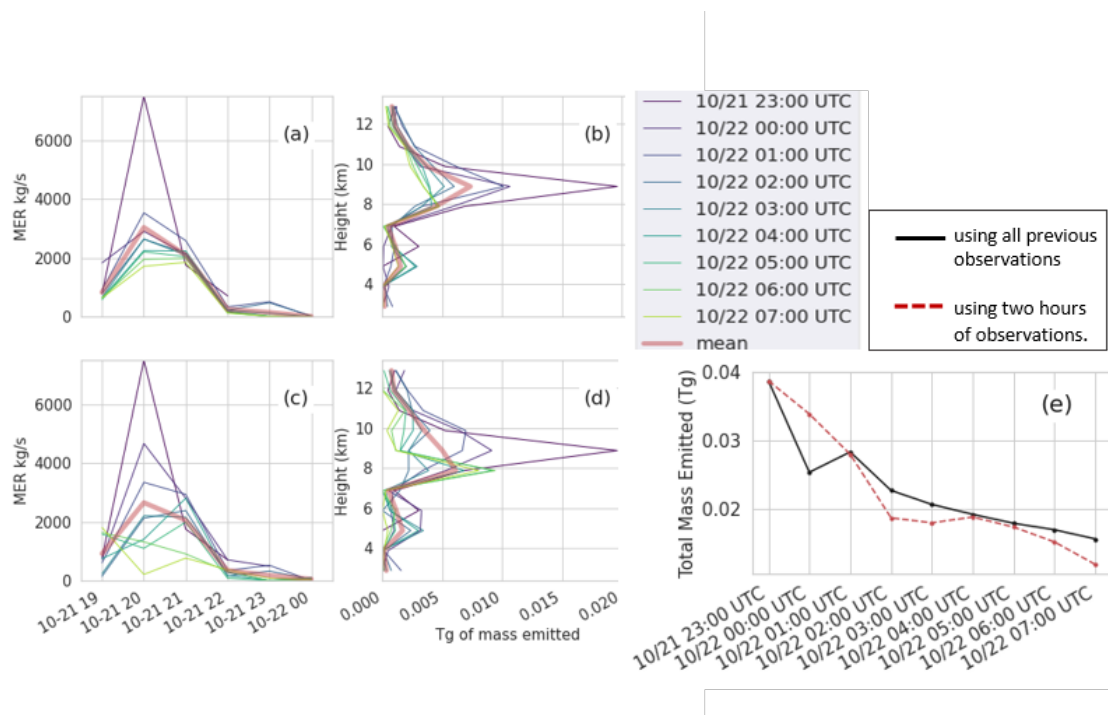 (a)
6000
4000
2000
0
MER kg/s
(b)
12
10
8
6
4
Height (km)
10/21 23:00 UTC
10/22 00:00 UTC
10/22 01:00 UTC
10/22 02:00 UTC
10/22 03:00 UTC
10/22 04:00 UTC
10/22 05:00 UTC
10/22 06:00 UTC
10/22 07:00 UTC
mean
using all previous
observations
using two hours
of observations.
(c)
6000
4000
2000
0
MER kg/s
10-21 19
10-21 20
10-21 21
10-21 22
10-21 23
10-22 00
(d)
12
10
8
6
4
Height (km)
0.000
0.005
0.010
0.015
0.020
Tg of mass emitted
(e)
0.04
0.03
0.02
Total Mass Emitted (Tg)
10/21 23:00 UTC
10/22 00:00 UTC
10/22 01:00 UTC
10/22 02:00 UTC
10/22 03:00 UTC
10/22 04:00 UTC
10/22 05:00 UTC
10/22 06:00 UTC
10/22 07:00 UTC